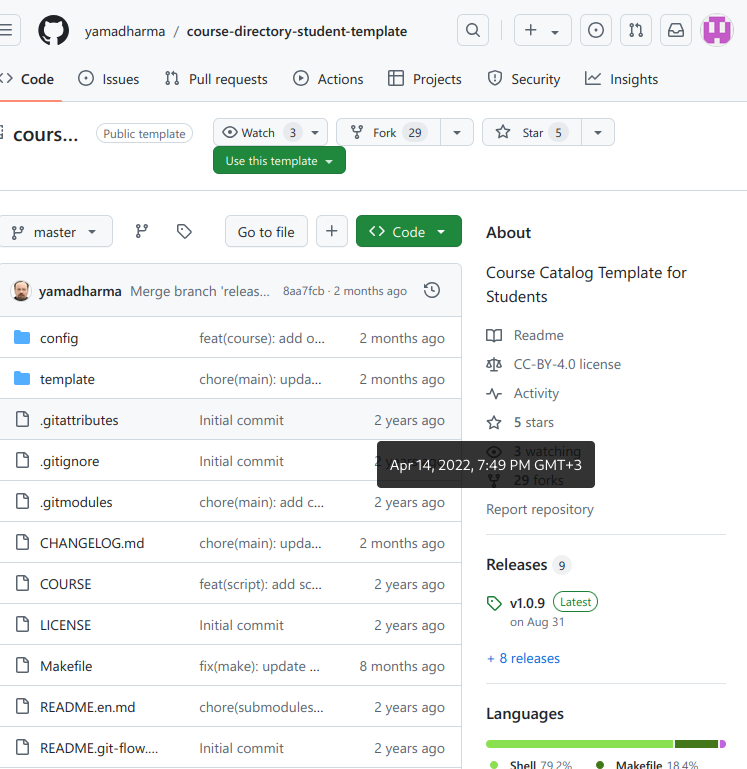 yamadharma / course-directory-student-template
Code Issues Pull requests Actions Projects Security Insights
cours... Public template Watch 3 Fork 29 Star 5
Use this template
master Go to file Code
About
Course Catalog Template for
Students
yamadharma Merge branch 'releas... 8aa7fcb · 2 months ago
config feat(course): add o... 2 months ago
template chore(main): upda... 2 months ago
.gitattributes Initial commit 2 years ago
.gitignore Initial commit 2
.gitmodules chore(main): add c... 2 years ago
CHANGELOG.md chore(main): upda... 2 months ago
COURSE feat(script): add sc... 2 years ago
LICENSE Initial commit 2 years ago
Makefile fix(make): update ... 8 months ago
README.en.md chore(submodules... 2 years ago
README.git-flow.... Initial commit 2 years ago
Readme
CC-BY-4.0 license
Activity
5 stars
3 watching
Apr 14, 2022, 7:49 PM GMT+3
29 forks
Report repository
Releases 9
v1.0.9 Latest
on Aug 31
+ 8 releases
Languages
Shell 79.2% Makefile 18.4%